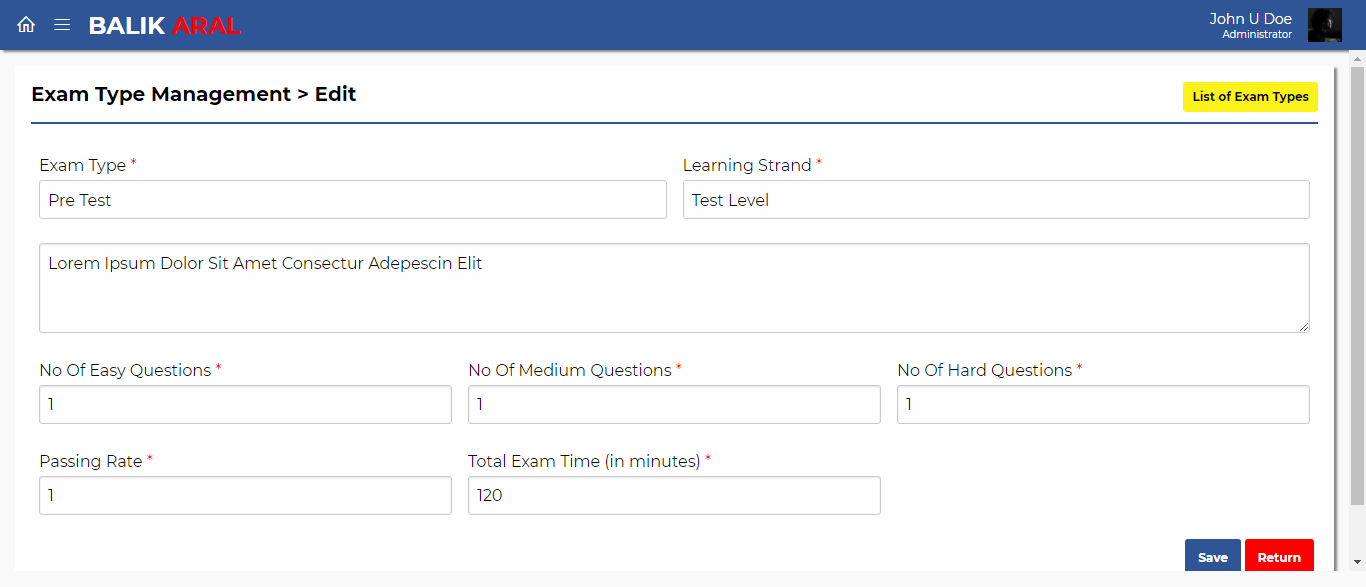 BALIK ARAL
John U Doe
Administrator
Exam Type Management > Edit
List of Exam Types
Exam Type *
Learning Strand *
Pre Test
Test Level
Lorem Ipsum Dolor Sit Amet Consectur Adepescin Elit
No Of Easy Questions *
No Of Medium Questions *
No Of Hard Questions *
1
1
1
Passing Rate *
Total Exam Time (in minutes) *
1
120
Save
Return